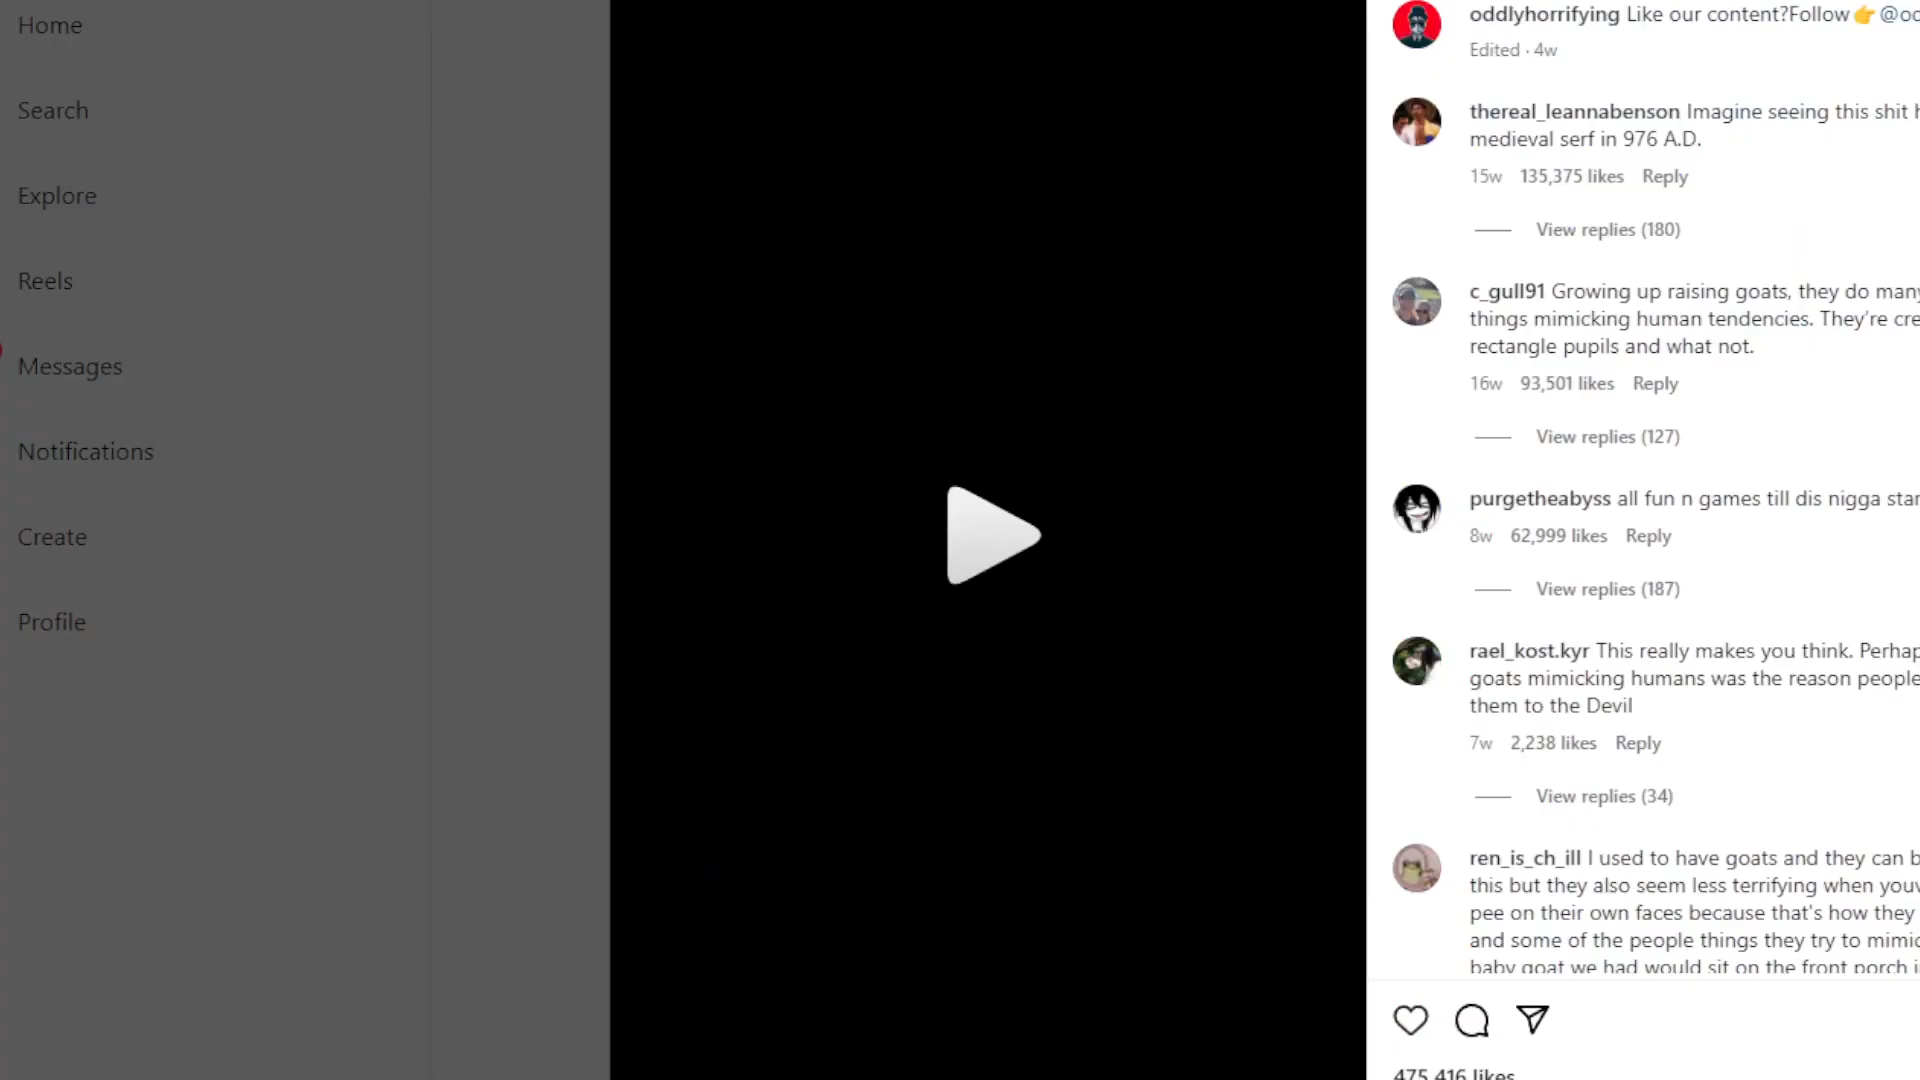 Home
Search
Explore
Reels
Messages
Notifications
Create
Profile
oddlyhorrifying Like our content?Follow👉@oc
Edited · 4w
thereal_leannabenson Imagine seeing this shit
medieval serf in 976 A.D.
15w 135,375 likes Reply
View replies (180)
c_gull91 Growing up raising goats, they do many
things mimicking human tendencies. They’re cre
rectangle pupils and what not.
16w 93,501 likes Reply
View replies (127)
purgetheabyss all fun n games till dis nigga star
8w 62,999 likes Reply
View replies (187)
rael_kost.kyr This really makes you think. Perhap
goats mimicking humans was the reason people
them to the Devil
7w 2,238 likes Reply
View replies (34)
ren_is_ch_ill I used to have goats and they can b
this but they also seem less terrifying when youv
pee on their own faces because that's how they
and some of the people things they try to mimic
baby goat we had would sit on the front porch i
475,416 likes